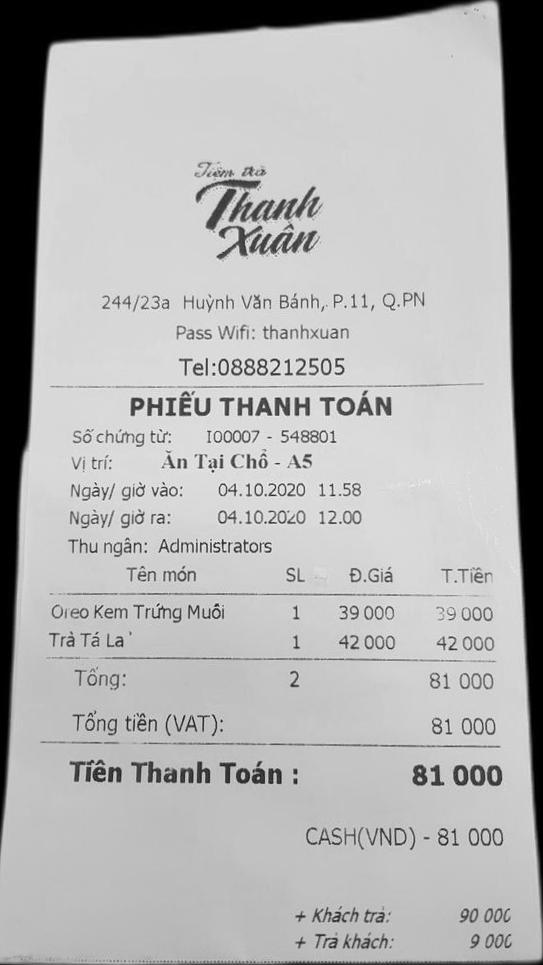 Tiệm trà
Thanh
Xuân
244/23a Huỳnh Văn Bánh, P.11, Q.PN
Pass Wifi: thanhxuan
Tel:0888212505
PHIẾU THANH TOÁN
Số chứng từ: I00007 - 548801
Vị trí: Ăn Tại Chổ - A5
Ngày/ giờ vào: 04.10.2020 11.58
Ngày/ giờ ra: 04.10.2020 12.00
Thu ngân: Administrators
Tên món SL Đ.Giá T.Tiền
Oreo Kem Trứng Muối 1 39 000 39 000
Trà Tá Lả 1 42 000 42 000
Tổng: 2 81 000
Tổng tiền (VAT): 81 000
Tiền Thanh Toán : 81 000
CASH(VND) - 81 000
+ Khách trả: 90 000
+ Trả khách: 9 000